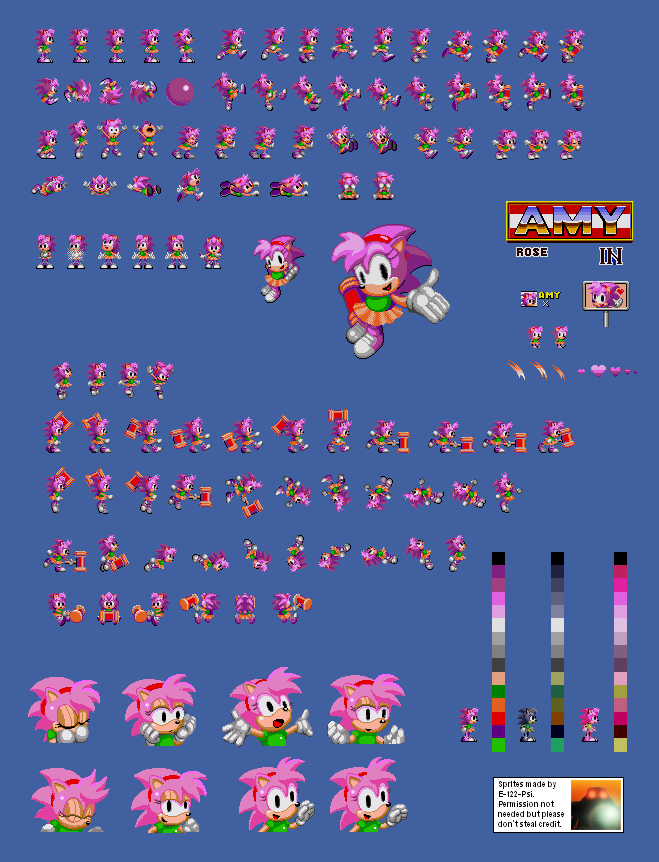 AMY
ROSE
IN
AMY
X
Sprites made by
E-122-Psi.
Permission not
needed but please
don't steal credit.